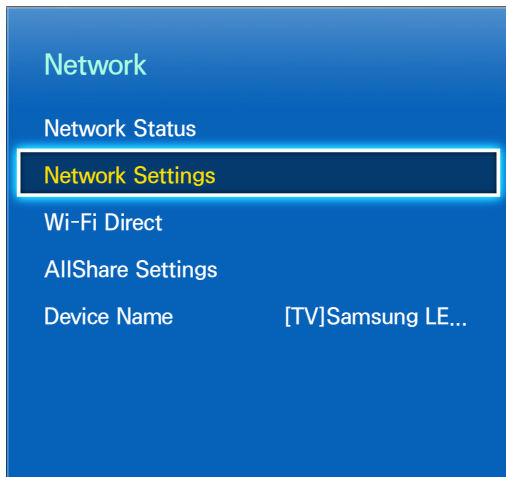 Network
Network Status
Network Settings
Wi-Fi Direct
AllShare Settings
Device Name [TV]Samsung LE...